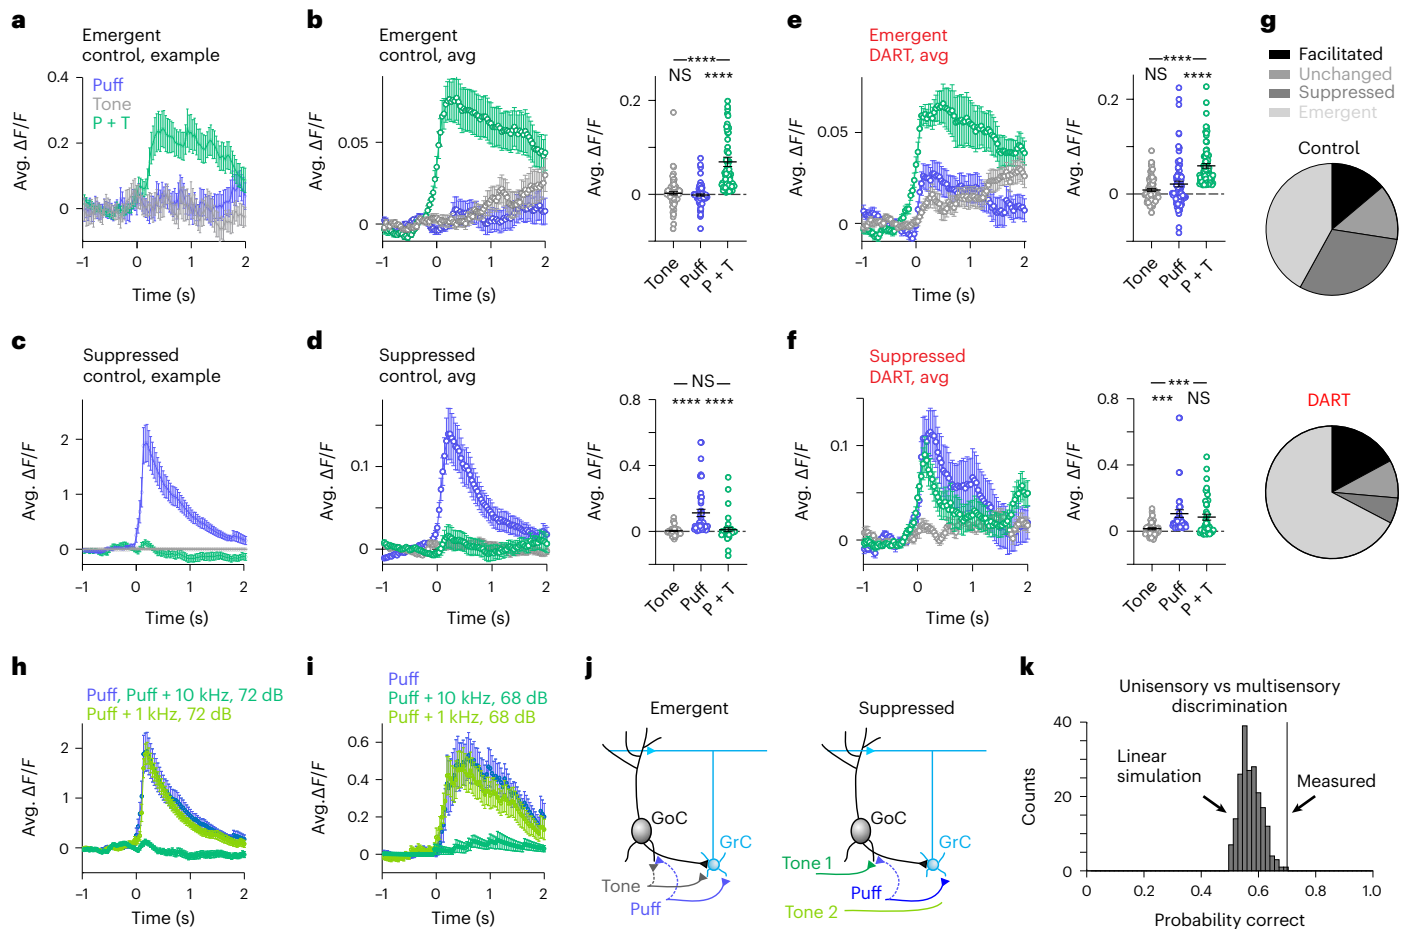 a
Emergent
control, example
Puff
Tone
P + T
Avg. ΔF/F
0.4
0.2
0
–1
0
1
2
Time (s)
b
Emergent
control, avg
Avg. ΔF/F
0.05
0
–1
0
1
2
Time (s)
****
NS
****
Avg. ΔF/F
0.2
0
Tone
Puff
P + T
e
Emergent
DART, avg
Avg. ΔF/F
0.05
0
–1
0
1
2
Time (s)
****
NS
****
Avg. ΔF/F
0.2
0
Tone
Puff
P + T
g
Facilitated
Unchanged
Suppressed
Emergent
Control
DART
c
Suppressed
control, example
Avg. ΔF/F
2
1
0
–1
0
1
2
Time (s)
d
Suppressed
control, avg
Avg. ΔF/F
0.1
0
–1
0
1
2
Time (s)
NS
**** ****
Avg. ΔF/F
0.8
0.4
0
Tone
Puff
P + T
f
Suppressed
DART, avg
Avg. ΔF/F
0.1
0
–1
0
1
2
Time (s)
***
***
NS
Avg. ΔF/F
0.8
0.4
0
Tone
Puff
P + T
h
Puff, Puff + 10 kHz, 72 dB
Puff + 1 kHz, 72 dB
Avg. ΔF/F
2
1
0
–1
0
1
2
Time (s)
i
Puff
Puff + 10 kHz, 68 dB
Puff + 1 kHz, 68 dB
Avg.ΔF/F
0.6
0.4
0.2
0
–1
0
1
2
Time (s)
j
Emergent
GoC
GrC
Tone
Puff
Suppressed
GoC
GrC
Tone 1
Puff
Tone 2
k
Unisensory vs multisensory
discrimination
Linear
simulation
Measured
Counts
40
20
0
0
0.2
0.4
0.6
0.8
1.0
Probability correct